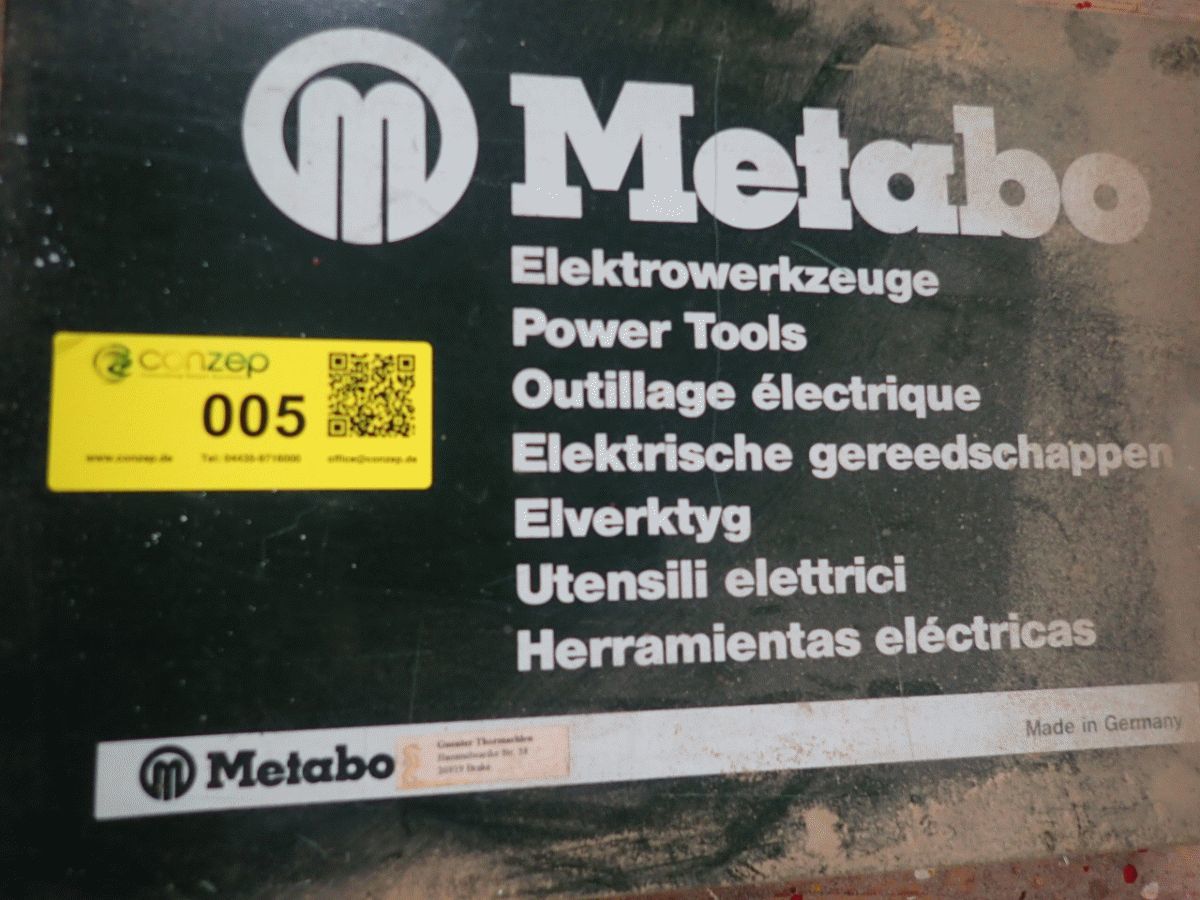 Metabo
Elektrowerkzeuge
Power Tools
Outillage électrique
Elektrische gereedschappen
Elverktyg
Utensili elettrici
Herramientas eléctricas
conzep
005
www.conzep.de
office@conzep.de
Metabo
Made in Germany